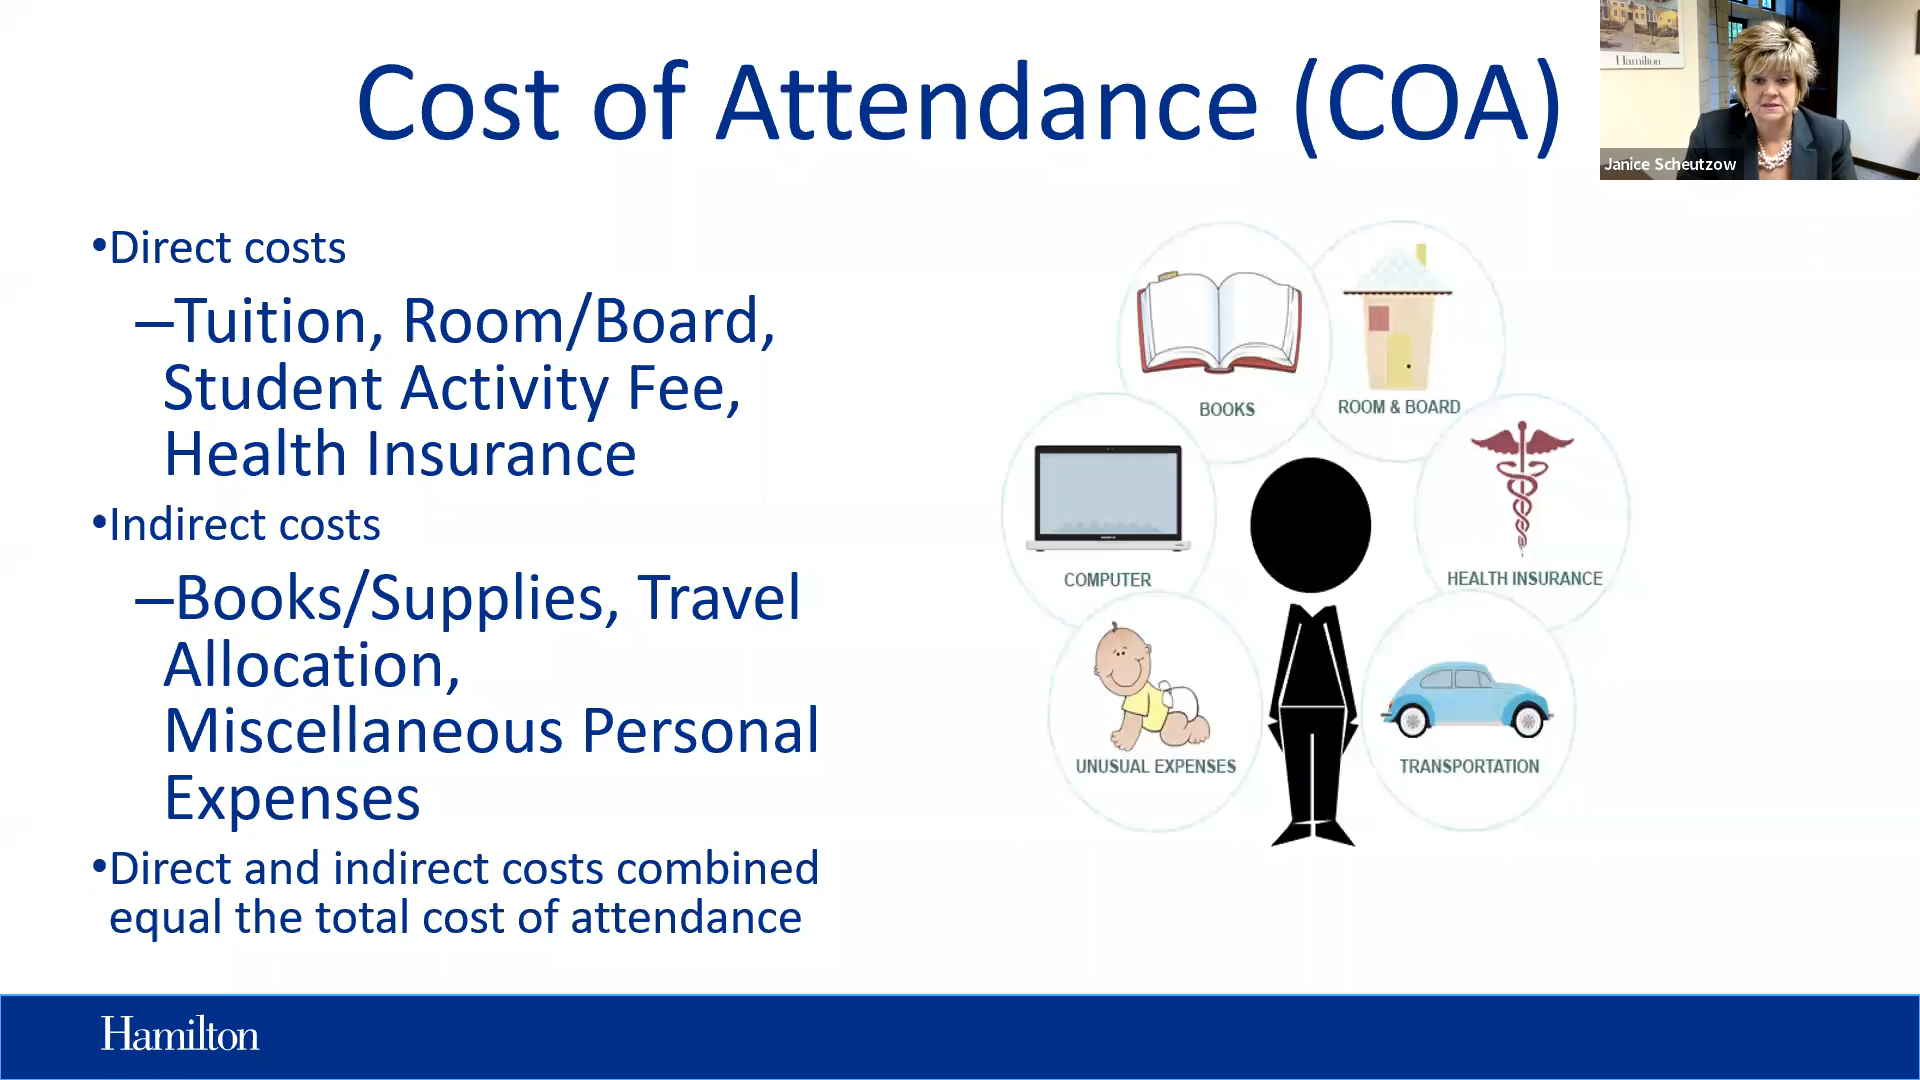 Cost of Attendance (COA)
Hamilton
Janice Scheutzow
•Direct costs
–Tuition, Room/Board,
Student Activity Fee,
Health Insurance
•Indirect costs
–Books/Supplies, Travel
Allocation,
Miscellaneous Personal
Expenses
•Direct and indirect costs combined
equal the total cost of attendance
BOOKS
ROOM & BOARD
COMPUTER
HEALTH INSURANCE
UNUSUAL EXPENSES
TRANSPORTATION
Hamilton